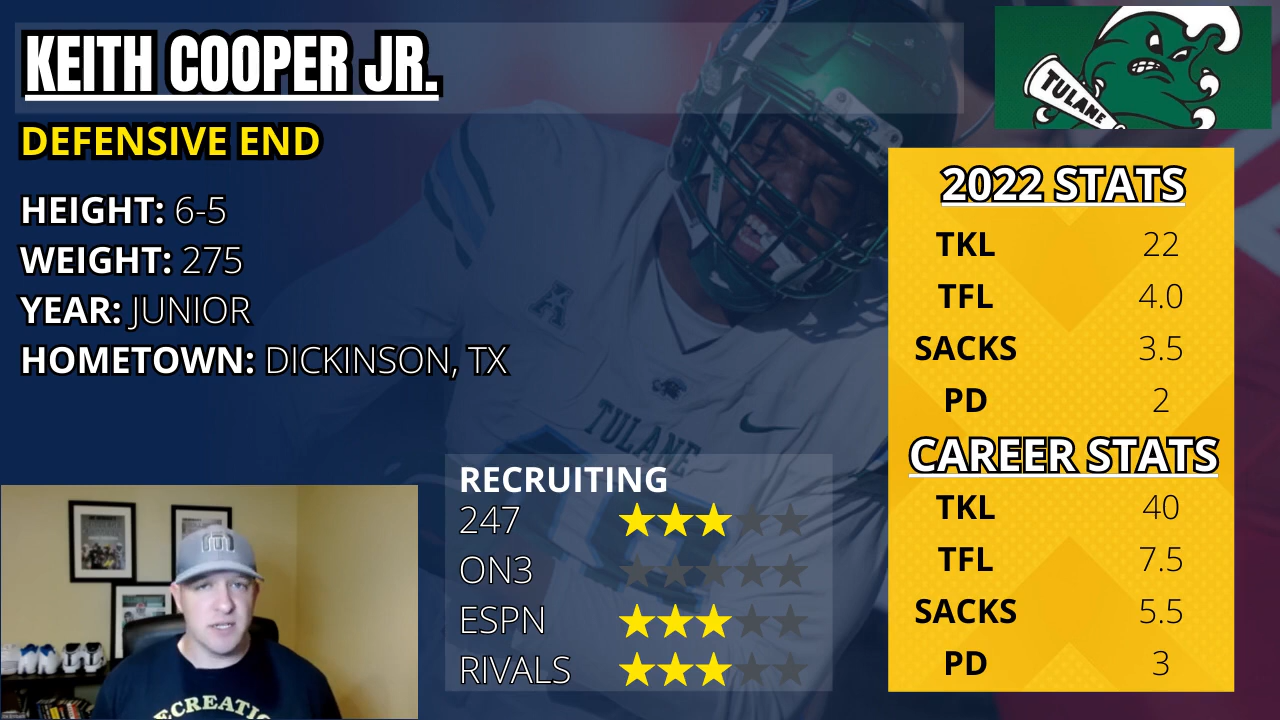 KEITH COOPER JR.
DEFENSIVE END
HEIGHT: 6-5
WEIGHT: 275
YEAR: JUNIOR
HOMETOWN: DICKINSON, TX
TULANE
2022 STATS
TKL 22
TFL 4.0
SACKS 3.5
PD 2
CAREER STATS
TKL 40
TFL 7.5
SACKS 5.5
PD 3
A
TULANE
RECRUITING
247
ON3
ESPN
RIVALS
CREATIO